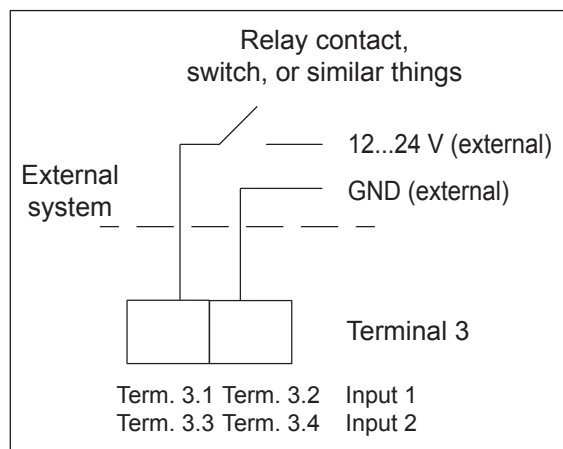 Relay contact,
switch, or similar things
12...24 V (external)
External
system
GND (external)
Terminal 3
Term. 3.1 Term. 3.2 Input 1
Term. 3.3 Term. 3.4 Input 2